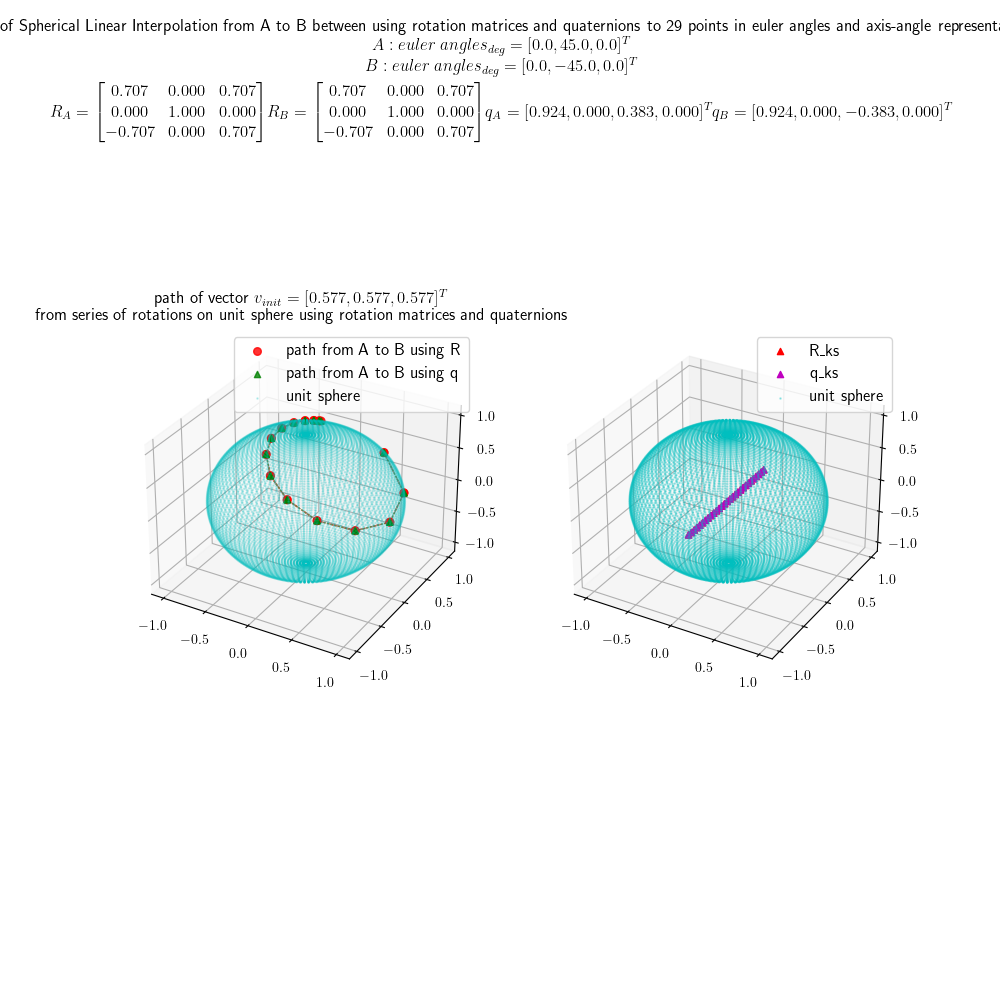 of Spherical Linear Interpolation from A to B between using rotation matrices and quaternions to 29 points in euler angles and axis-angle
A : euler angles_{deg} = [0.0, 45.0, 0.0]^T
B : euler angles_{deg} = [0.0, −45.0, 0.0]^T
0.707 0.000 0.707 0.707 0.000 0.707
R_A = 0.000 1.000 0.000 R_B = 0.000 1.000 0.000 q_A = [0.924, 0.000, 0.383, 0.000]^T q_B = [0.924, 0.000, −0.383, 0.000]^T
−0.707 0.000 0.707 −0.707 0.000 0.707
path of vector v_{init} = [0.577, 0.577, 0.577]^T
from series of rotations on unit sphere using rotation matrices and quaternions
path from A to B using R
path from A to B using q
unit sphere
1.0
0.5
0.0
−0.5
−1.0
1.0
0.5
0.0
−0.5
−1.0
−1.0
−0.5
0.0
0.5
1.0
R_ks
q_ks
unit sphere
1.0
0.5
0.0
−0.5
−1.0
1.0
0.5
0.0
−0.5
−1.0
−1.0
−0.5
0.0
0.5
1.0